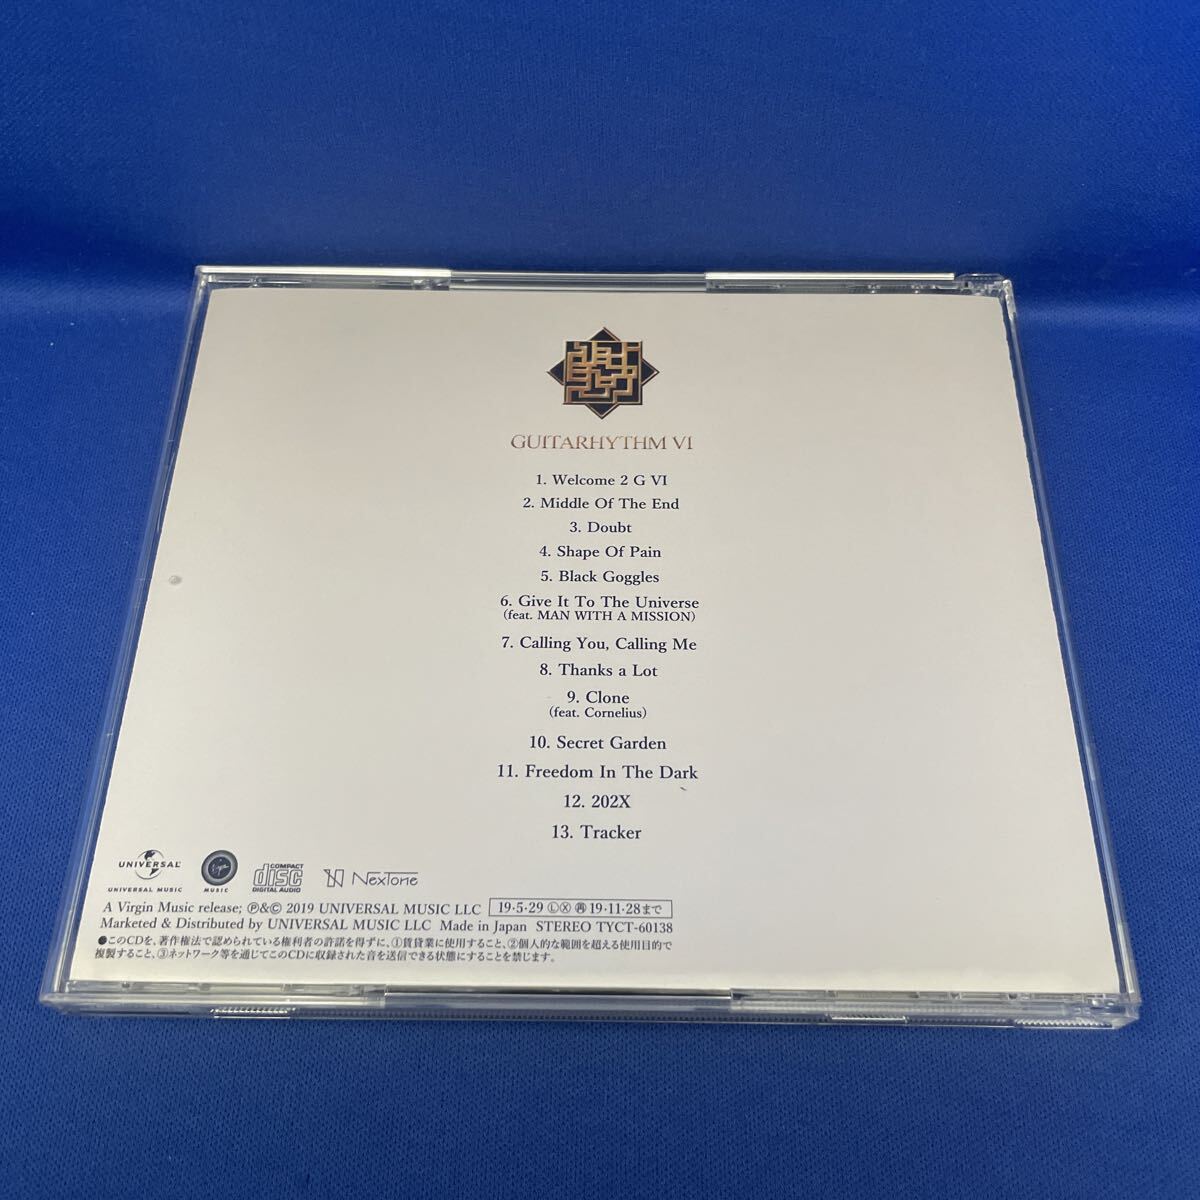 GUITARHYTHM VI
1. Welcome 2 G VI
2. Middle Of The End
3. Doubt
4. Shape Of Pain
5. Black Goggles
6. Give It To The Universe
(feat. MAN WITH A MISSION)
7. Calling You, Calling Me
8. Thanks a Lot
9. Clone
(feat. Cornelius)
10. Secret Garden
11. Freedom In The Dark
12. 202X
13. Tracker
UNIVERSAL
UNIVERSAL MUSIC
Virgin
MUSIC
COMPACT
disc
DIGITAL AUDIO
NexTone
A Virgin Music release; ℗&© 2019 UNIVERSAL MUSIC LLC 19・5・29 Ⓛⓧ ㊢ 19・11・28まで
Marketed & Distributed by UNIVERSAL MUSIC LLC Made in Japan STEREO TYCT-60138
●このCDを、著作権法で認められている権利者の許諾を得ずに、①賃貸業に使用すること、②個人的な範囲を超える使用目的で
複製すること、③ネットワーク等を通じてこのCDに収録された音を送信できる状態にすることを禁じます。